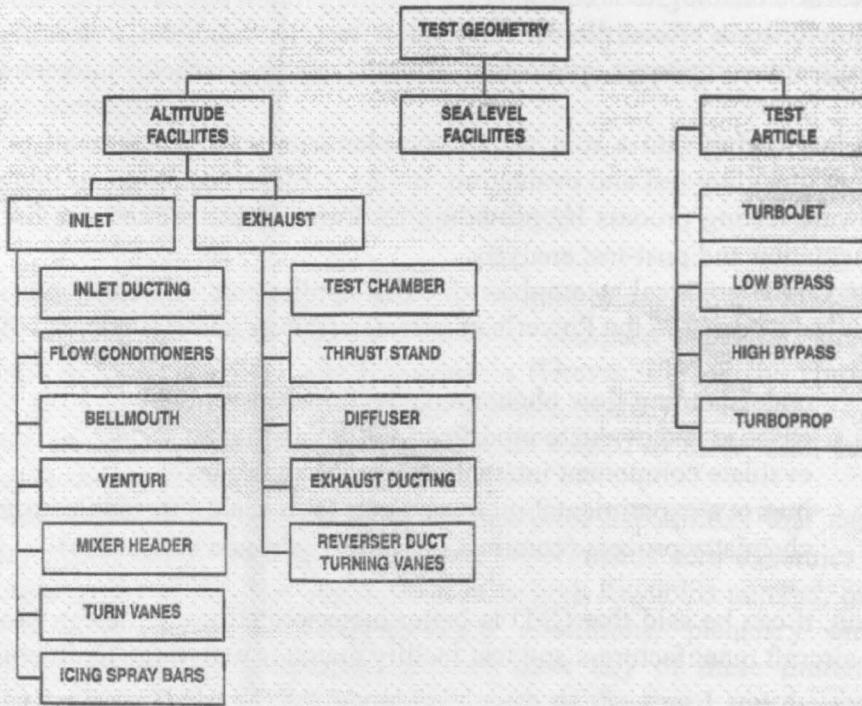 TEST GEOMETRY
ALTITUDE
FACILIITES
SEA LEVEL
FACILIITES
TEST
ARTICLE
INLET
EXHAUST
TURBOJET
LOW BYPASS
HIGH BYPASS
TURBOPROP
INLET DUCTING
FLOW CONDITIONERS
BELLMOUTH
VENTURI
MIXER HEADER
TURN VANES
ICING SPRAY BARS
TEST CHAMBER
THRUST STAND
DIFFUSER
EXHAUST DUCTING
REVERSER DUCT
TURNING VANES